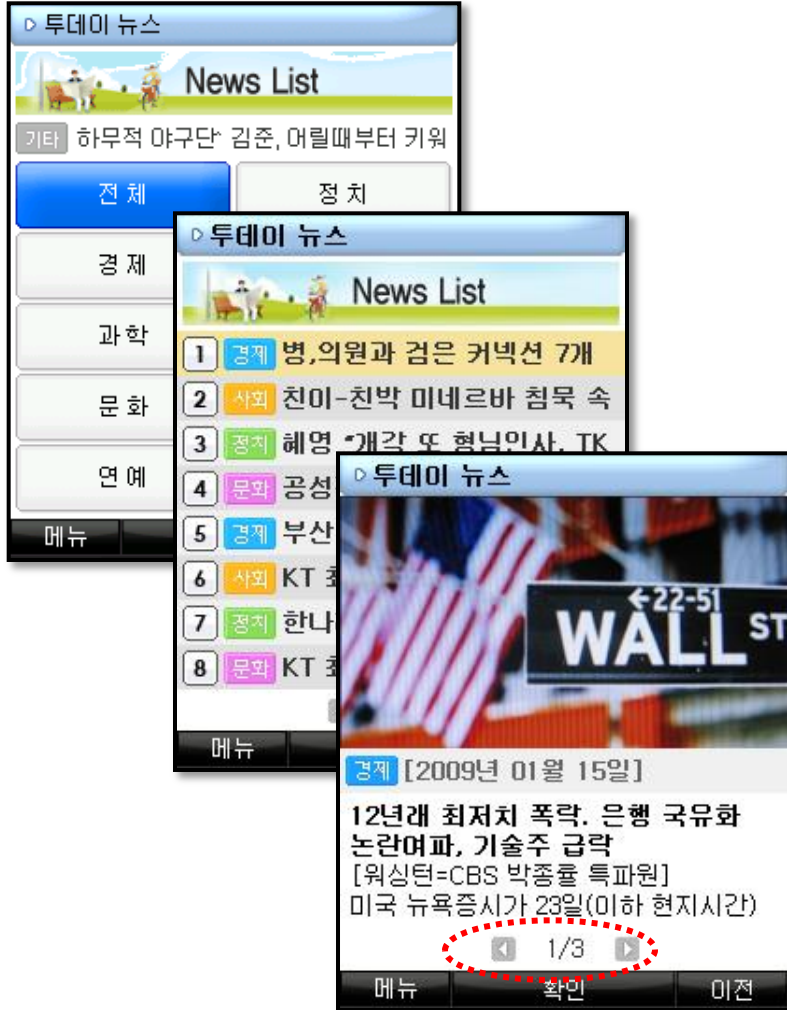 투데이 뉴스
News List
기타 하무적 야구단' 김준, 어릴때부터 키워
전체
정치
경제
과학
문화
연예
메뉴
투데이 뉴스
News List
1 경제 병,의원과 검은 커넥션 7개
2 사회 친이-친박 미네르바 침묵 속
3 정치 혜영 "개각 또 형님인사, TK
4 문화 공성
5 경제 부산
6 사회 KT
7 정치 한나
8 문화 KT
메뉴
투데이 뉴스
←22-51
WALL ST
경제 [2009년 01월 15일]
12년래 최저치 폭락. 은행 국유화
논란여파, 기술주 급락
[워싱턴=CBS 박종률 특파원]
미국 뉴욕증시가 23일(이하 현지시간)
1/3
메뉴 확인 이전